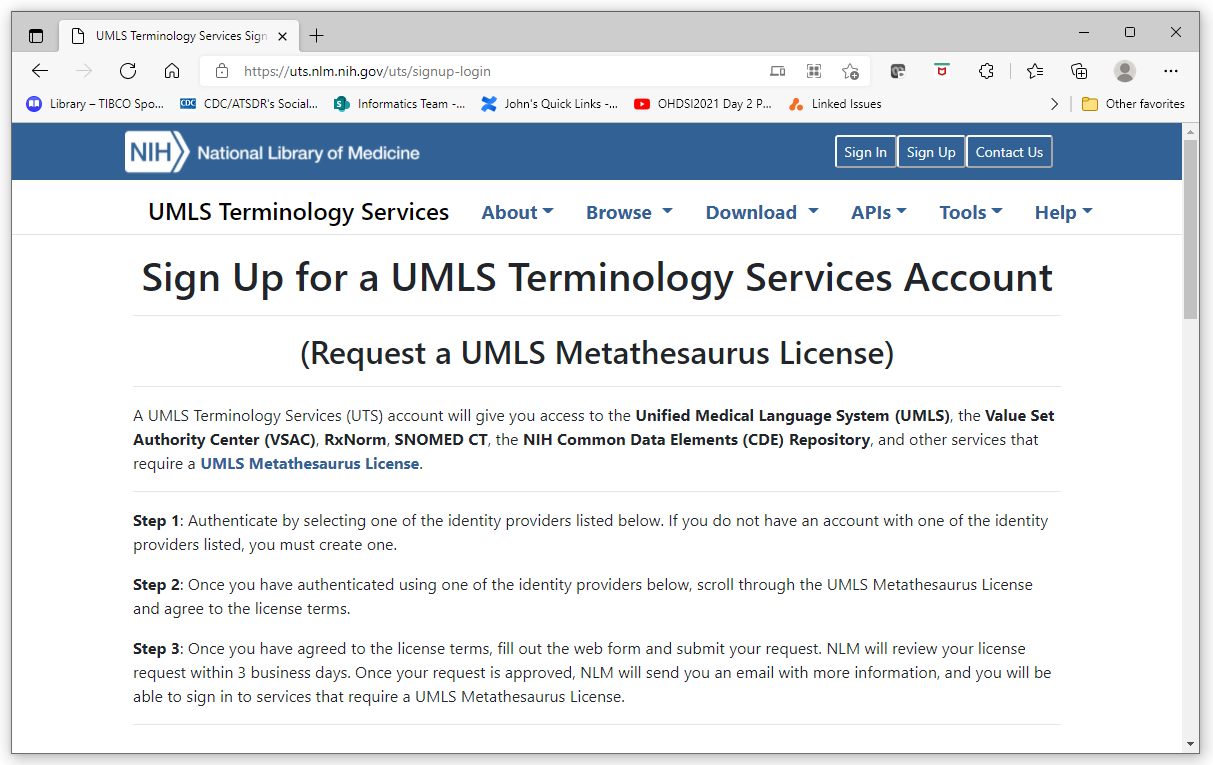 UMLS Terminology Services Sign
https://uts.nlm.nih.gov/uts/signup-login
Library – TIBCO Spo...
CDC CDC/ATSDR's Social...
S Informatics Team -...
John's Quick Links -...
OHDSI2021 Day 2 P...
Linked Issues
Other favorites
NIH National Library of Medicine
Sign In
Sign Up
Contact Us
UMLS Terminology Services
About
Browse
Download
APIs
Tools
Help
Sign Up for a UMLS Terminology Services Account
(Request a UMLS Metathesaurus License)
A UMLS Terminology Services (UTS) account will give you access to the Unified Medical Language System (UMLS), the Value Set
Authority Center (VSAC), RxNorm, SNOMED CT, the NIH Common Data Elements (CDE) Repository, and other services that
require a UMLS Metathesaurus License.
Step 1: Authenticate by selecting one of the identity providers listed below. If you do not have an account with one of the identity
providers listed, you must create one.
Step 2: Once you have authenticated using one of the identity providers below, scroll through the UMLS Metathesaurus License
and agree to the license terms.
Step 3: Once you have agreed to the license terms, fill out the web form and submit your request. NLM will review your license
request within 3 business days. Once your request is approved, NLM will send you an email with more information, and you will be
able to sign in to services that require a UMLS Metathesaurus License.